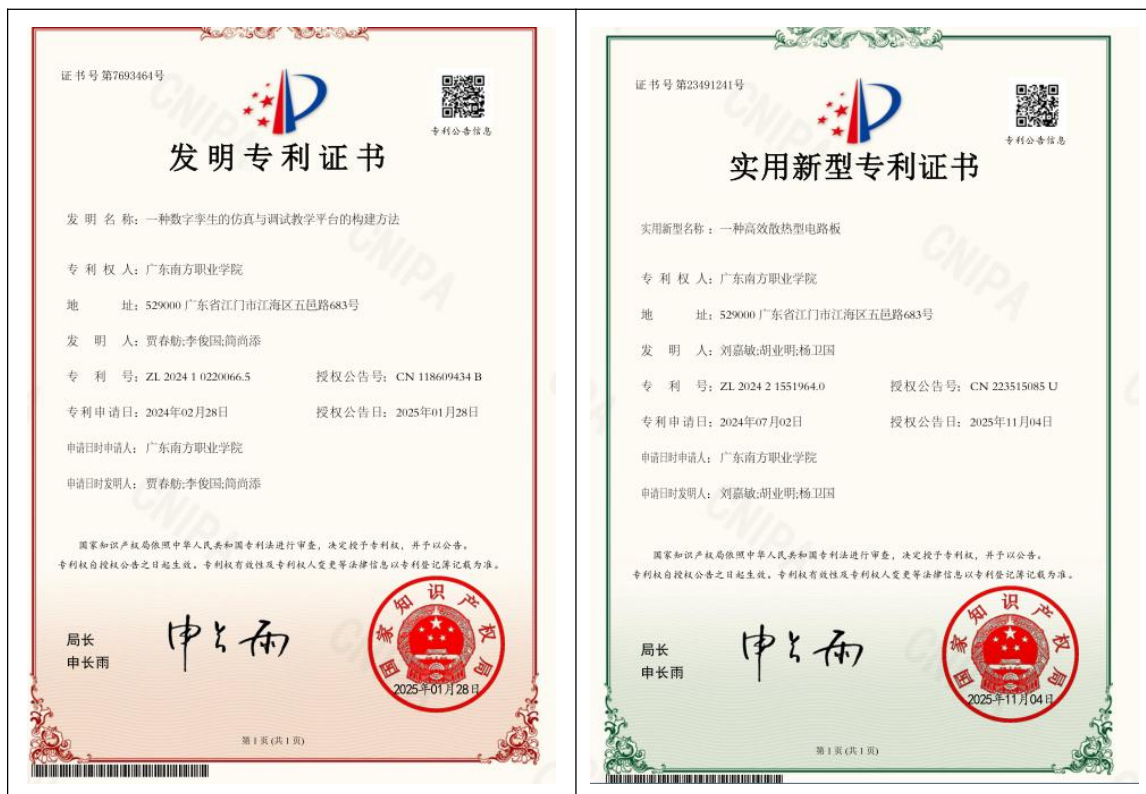 证书号第7693464号
专利公告信息
发明专利证书
发 明 名 称：一种数字孪生的仿真与调试教学平台的构建方法
专 利 权 人：广东南方职业学院
地 址：529000 广东省江门市江海区五邑路683号
发 明 人：贾春舫;李俊国;简尚添
专 利 号：ZL 2024 1 0220066.5 授权公告号：CN 118609434 B
专利申请日：2024年02月28日 授权公告日：2025年01月28日
申请日时申请人：广东南方职业学院
申请日时发明人：贾春舫;李俊国;简尚添
国家知识产权局依照中华人民共和国专利法进行审查，决定授予专利权，并予以公告。
专利权自授权公告之日起生效。专利权有效性及专利权人变更等法律信息以专利登记簿记载为准。
局长
申长雨
申长雨
国家知识产权局
2025年01月28日
第 1 页 (共 1 页)
证书号第23491241号
专利公告信息
实用新型专利证书
实用新型名称：一种高效散热型电路板
专 利 权 人：广东南方职业学院
地 址：529000 广东省江门市江海区五邑路683号
发 明 人：刘嘉敏;胡业明;杨卫国
专 利 号：ZL 2024 2 1551964.0 授权公告号：CN 223515085 U
专利申请日：2024年07月02日 授权公告日：2025年11月04日
申请日时申请人：广东南方职业学院
申请日时发明人：刘嘉敏;胡业明;杨卫国
国家知识产权局依照中华人民共和国专利法进行审查，决定授予专利权，并予以公告。
专利权自授权公告之日起生效。专利权有效性及专利权人变更等法律信息以专利登记簿记载为准。
局长
申长雨
申长雨
国家知识产权局
2025年11月04日
第 1 页 (共 1 页)
CNIPA